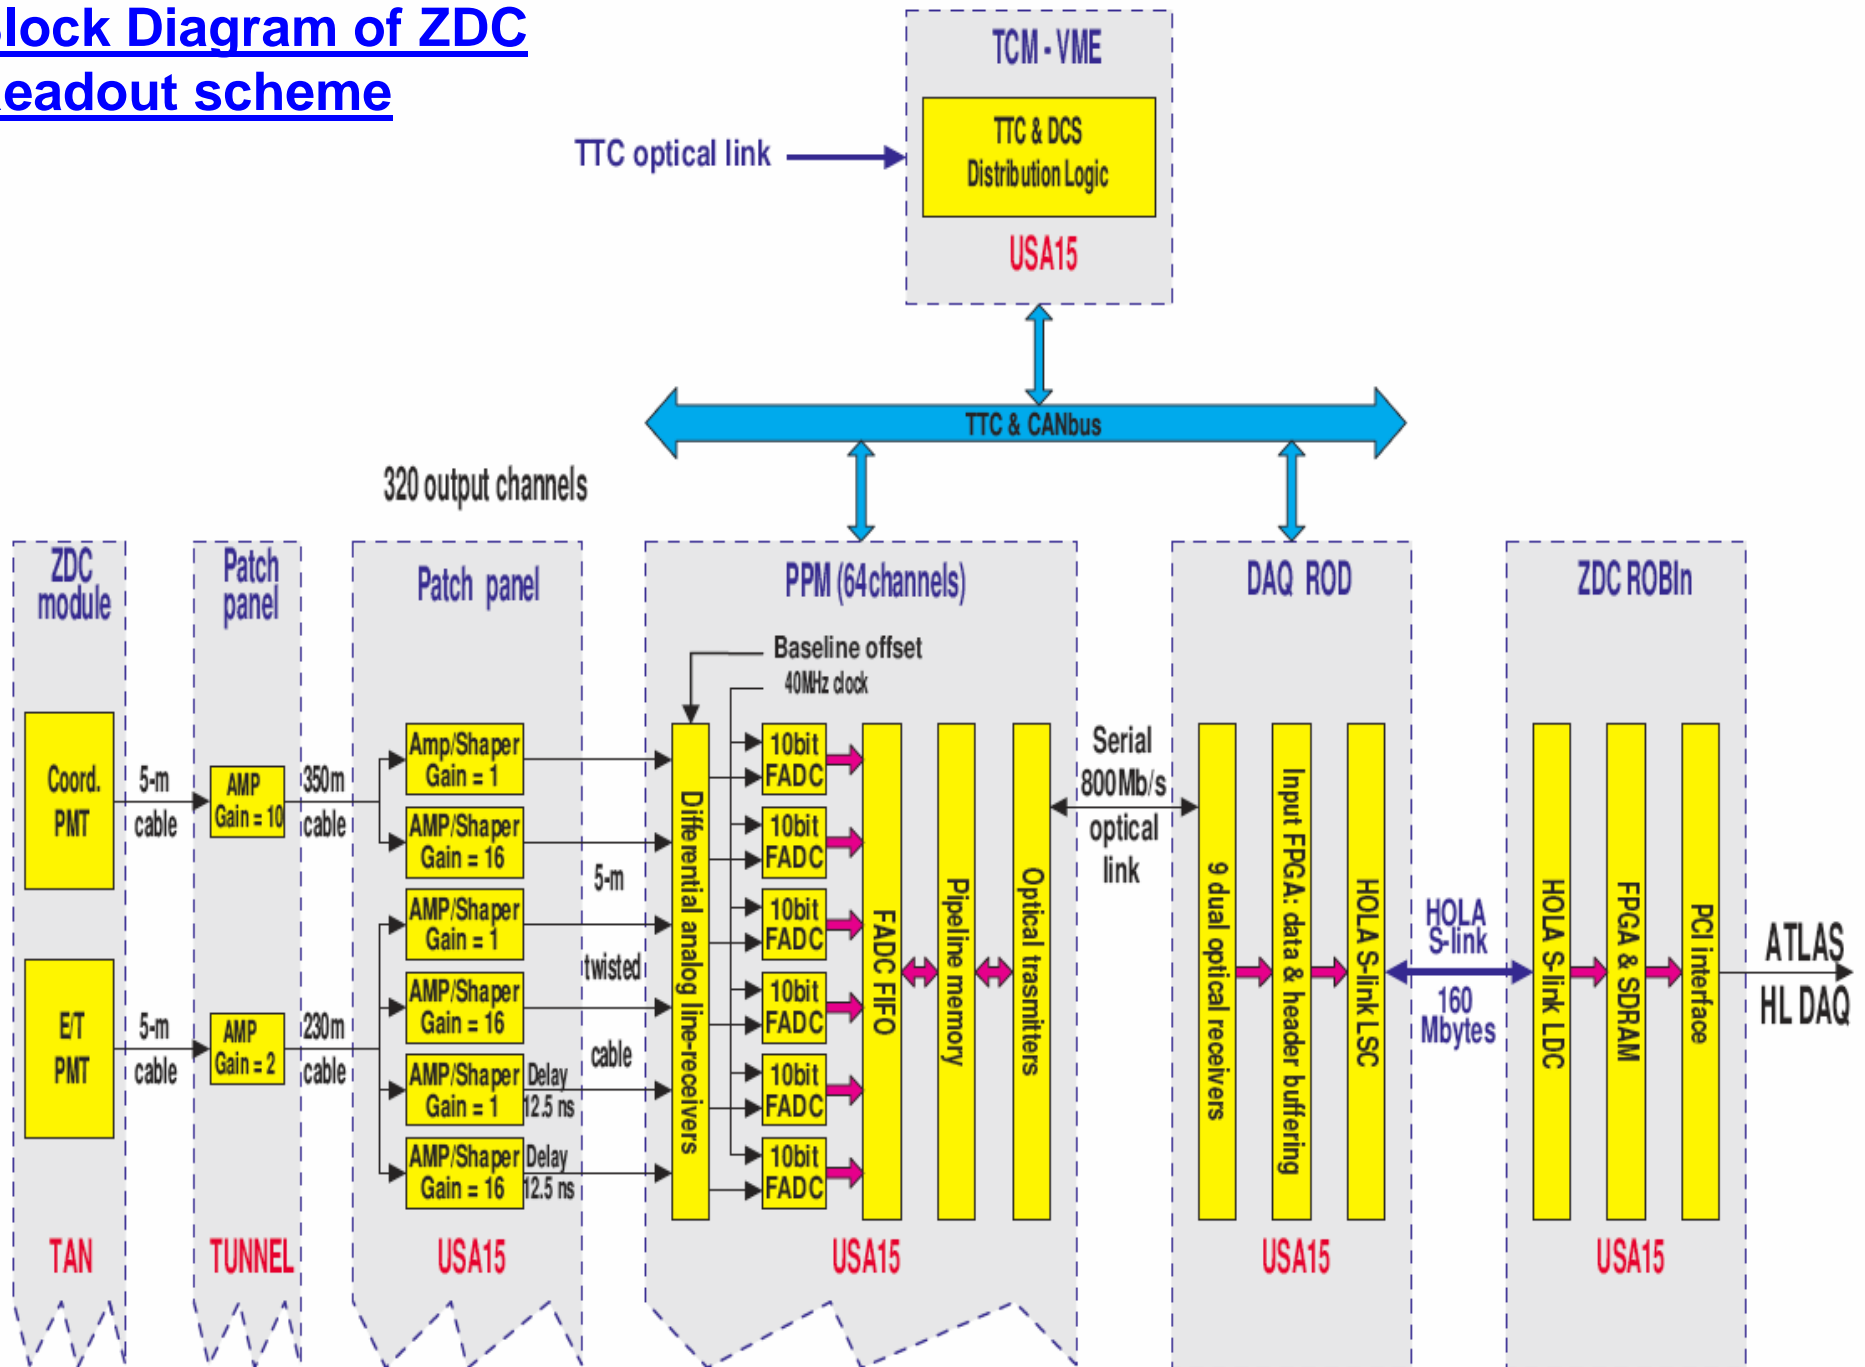 lock Diagram of ZDC
eadout scheme
TCM - VME
TTC & DCS
Distribution Logic
USA15
TTC optical link
TTC & CANbus
320 output channels
ZDC
module
Coord.
PMT
E/T
PMT
TAN
5-m
cable
5-m
cable
Patch
panel
AMP
Gain = 10
AMP
Gain = 2
TUNNEL
350m
cable
230m
cable
Patch panel
Amp/Shaper
Gain = 1
AMP/Shaper
Gain = 16
AMP/Shaper
Gain = 1
AMP/Shaper
Gain = 16
AMP/Shaper
Gain = 1
Delay
12.5 ns
AMP/Shaper
Gain = 16
Delay
12.5 ns
USA15
5-m
twisted
cable
PPM (64channels)
Baseline offset
40MHz clock
Differential analog line-receivers
10bit
FADC
10bit
FADC
10bit
FADC
10bit
FADC
10bit
FADC
10bit
FADC
FADC FIFO
Pipeline memory
Optical trasmitters
USA15
Serial
800Mb/s
optical
link
DAQ ROD
9 dual optical receivers
Input FPGA: data & header buffering
HOLA S-link LSC
USA15
HOLA
S-link
160
Mbytes
ZDC ROBIn
HOLA S-link LDC
FPGA & SDRAM
PCI interface
USA15
ATLAS
HL DAQ